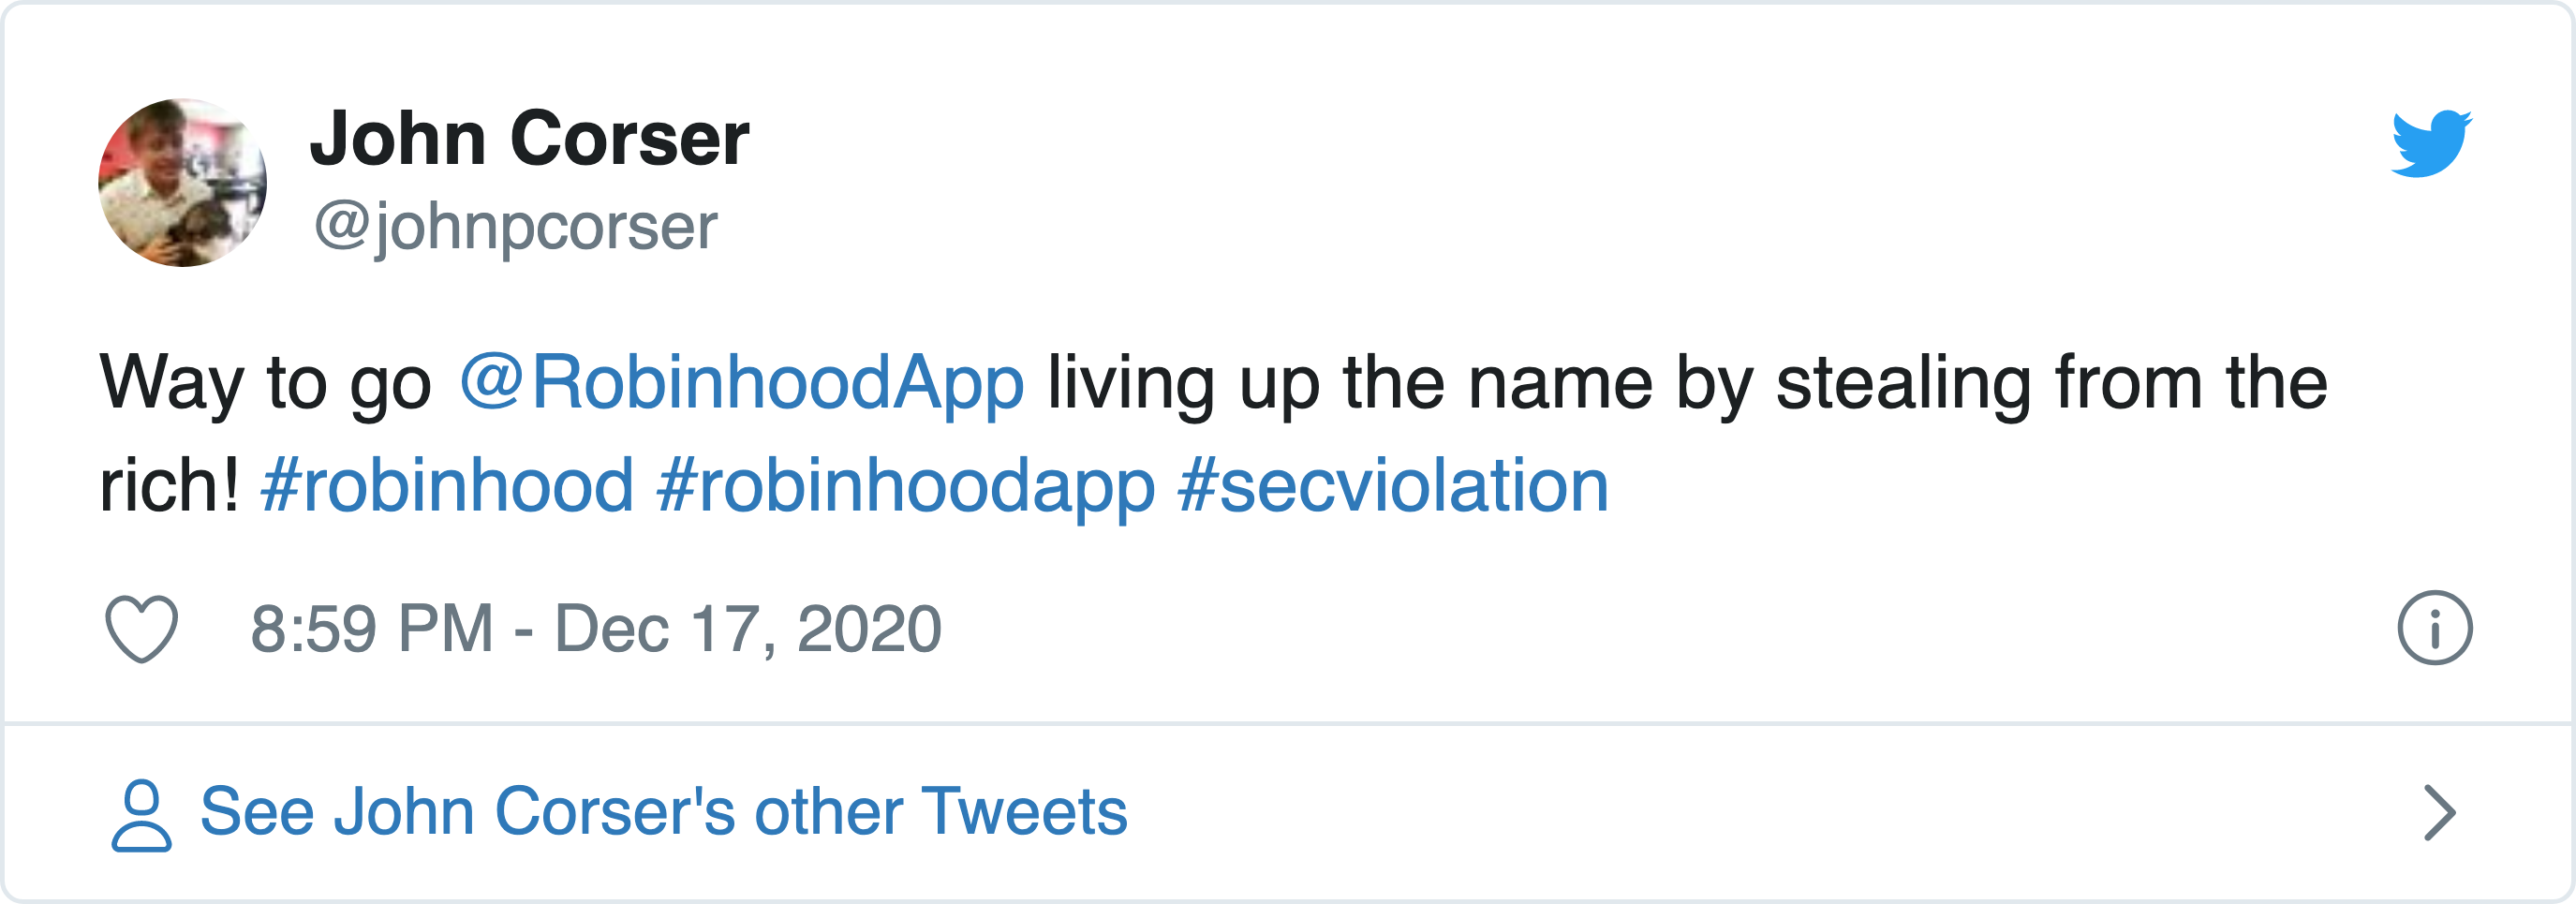 John Corser
@johnpcorser
Way to go @RobinhoodApp living up the name by stealing from the
rich! #robinhood #robinhoodapp #secviolation
8:59 PM - Dec 17, 2020
See John Corser's other Tweets